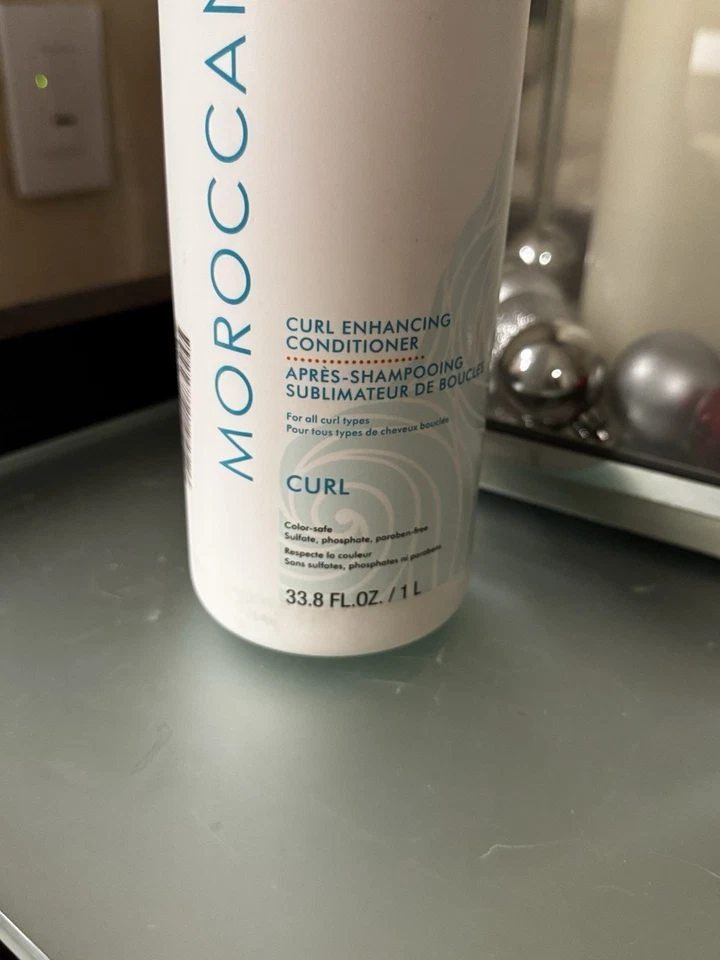 MOROCCAN
CURL ENHANCING
CONDITIONER
APRÈS-SHAMPOOING
SUBLIMATEUR DE BOUCLES
For all curl types
Pour tous types de cheveux bouclés
CURL
Color-safe
Sulfate, phosphate, paraben-free
Respecte la couleur
Sans sulfates, phosphates ni parabens
33.8 FL.OZ. / 1 L